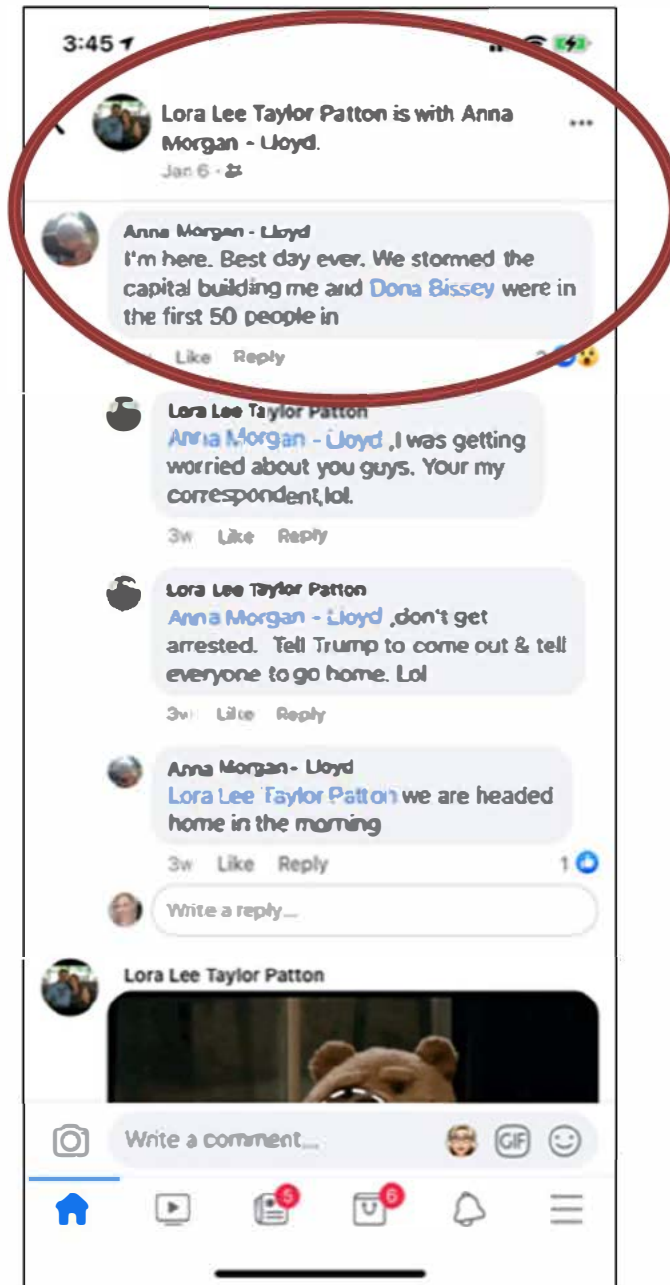 3:45
Lora Lee Taylor Patton is with Anna
Morgan - Lloyd.
Jan 6 ·
Anna Morgan - Lloyd
I'm here. Best day ever. We stormed the
capital building me and Dona Bissey were in
the first 50 people in
Like Reply
Lora Lee Taylor Patton
Anna Morgan - Lloyd ,I was getting
worried about you guys. Your my
correspondent,lol.
3w Like Reply
Lora Lee Taylor Patton
Anna Morgan - Lloyd ,don't get
arrested. Tell Trump to come out & tell
everyone to go home. Lol
3w Like Reply
Anna Morgan - Lloyd
Lora Lee Taylor Patton we are headed
home in the morning
3w Like Reply 1
Write a reply...
Lora Lee Taylor Patton
Write a comment... GIF
5 6